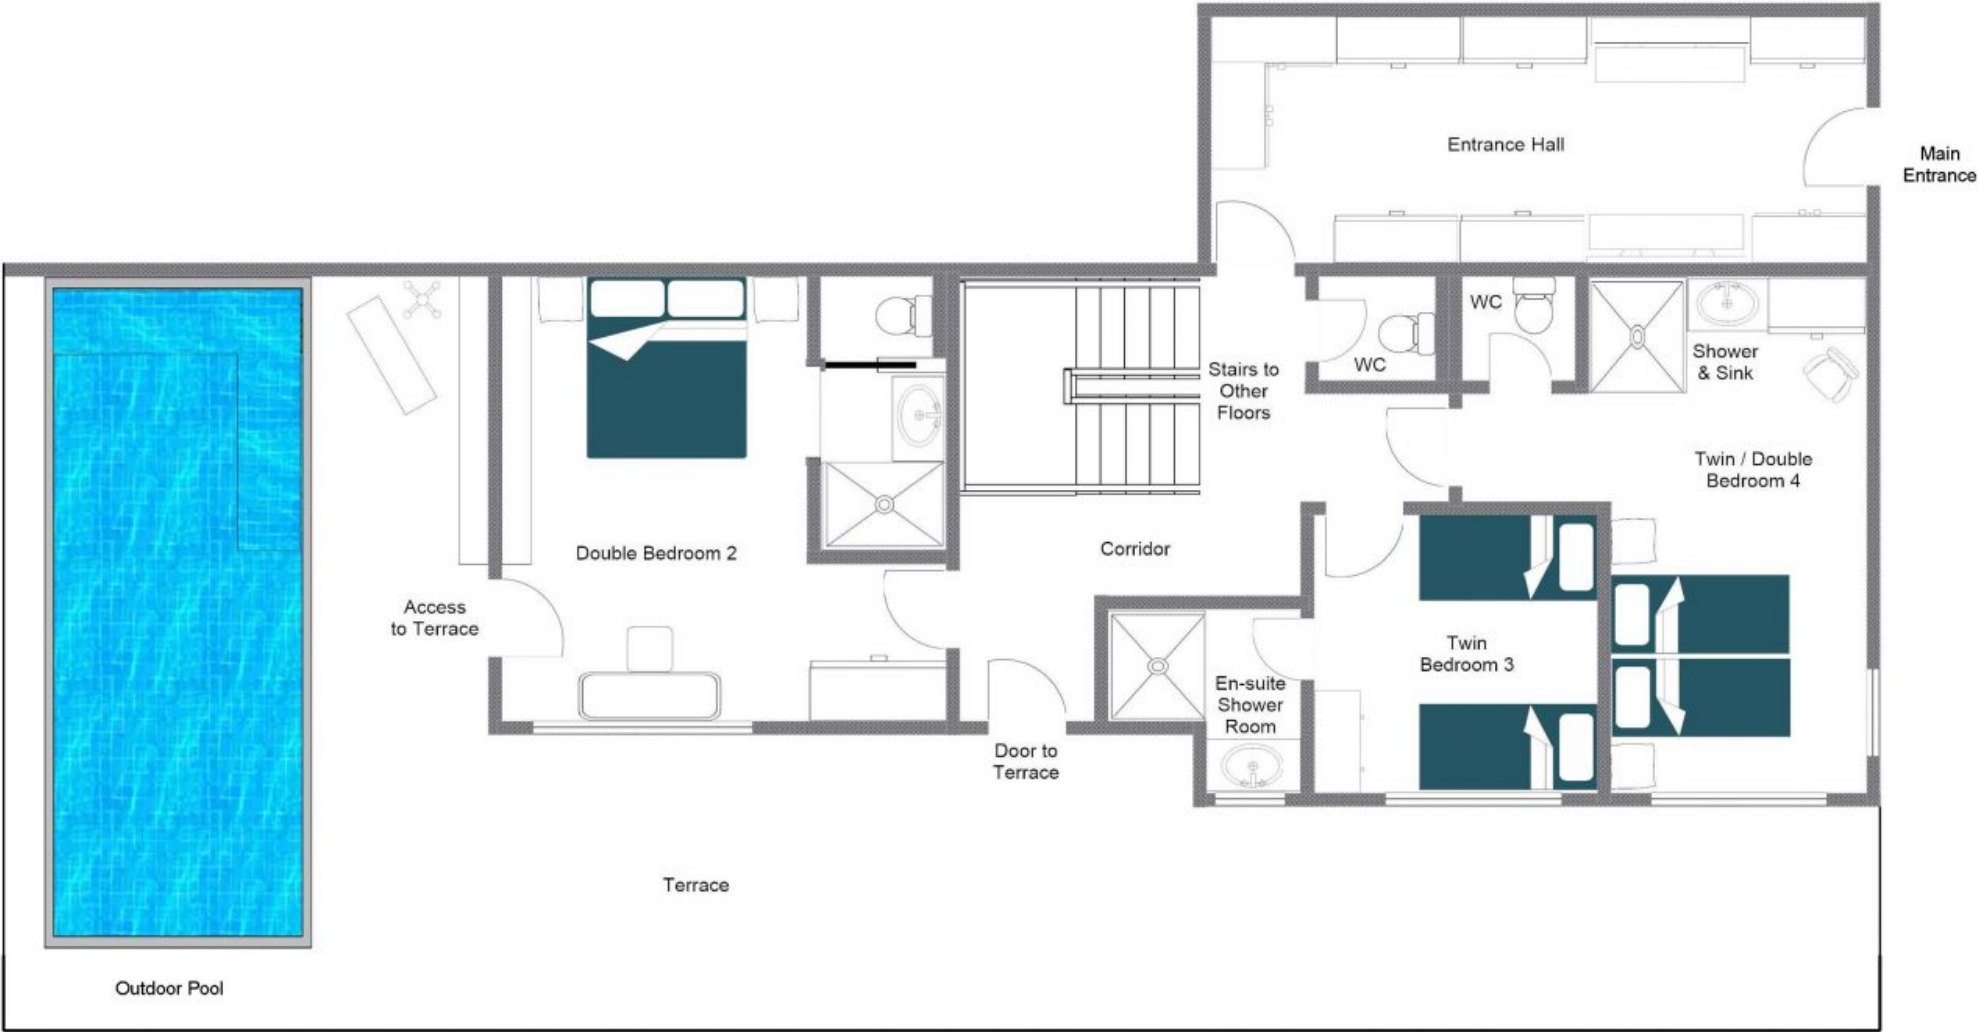 Entrance Hall
Main
Entrance
WC
WC
Shower
& Sink
Stairs to
Other
Floors
Twin / Double
Bedroom 4
Double Bedroom 2
Corridor
Access
to Terrace
Twin
Bedroom 3
En-suite
Shower
Room
Door to
Terrace
Terrace
Outdoor Pool